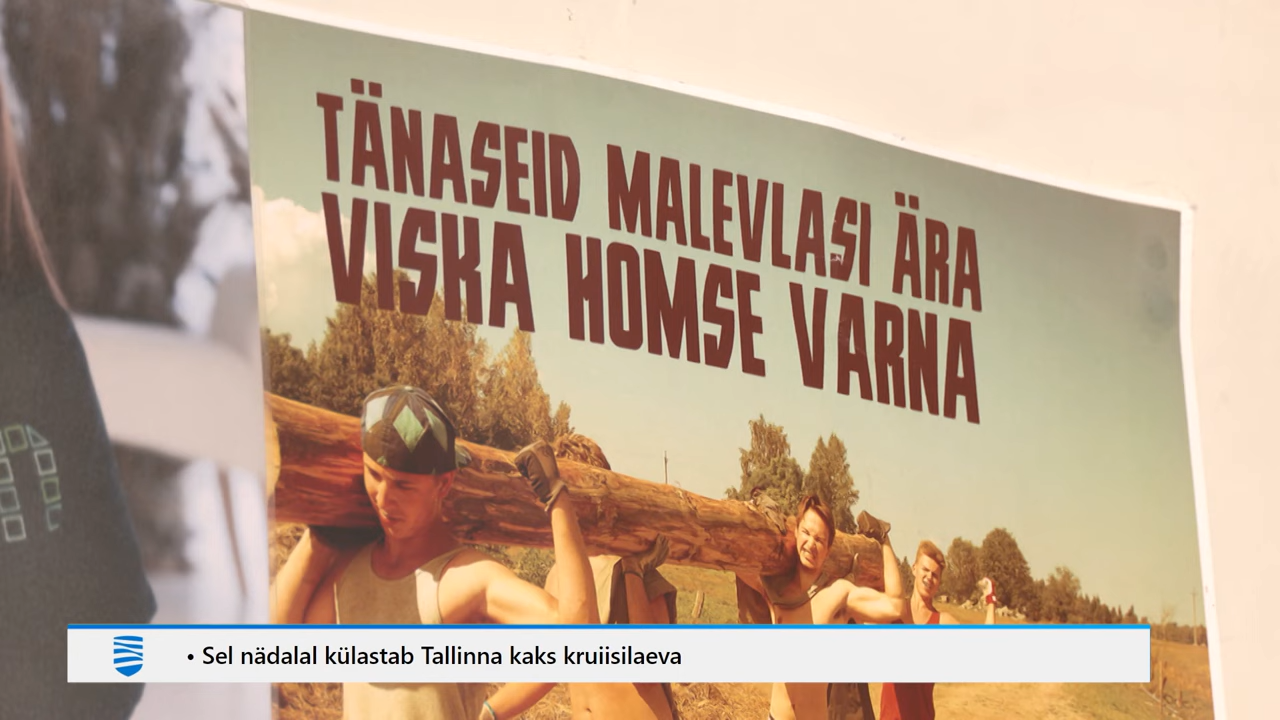 TÄNASEID MALEVLASI ÄRA
VISKA HOMSE VARNA
• Sel nädalal külastab Tallinna kaks kruiisilaeva